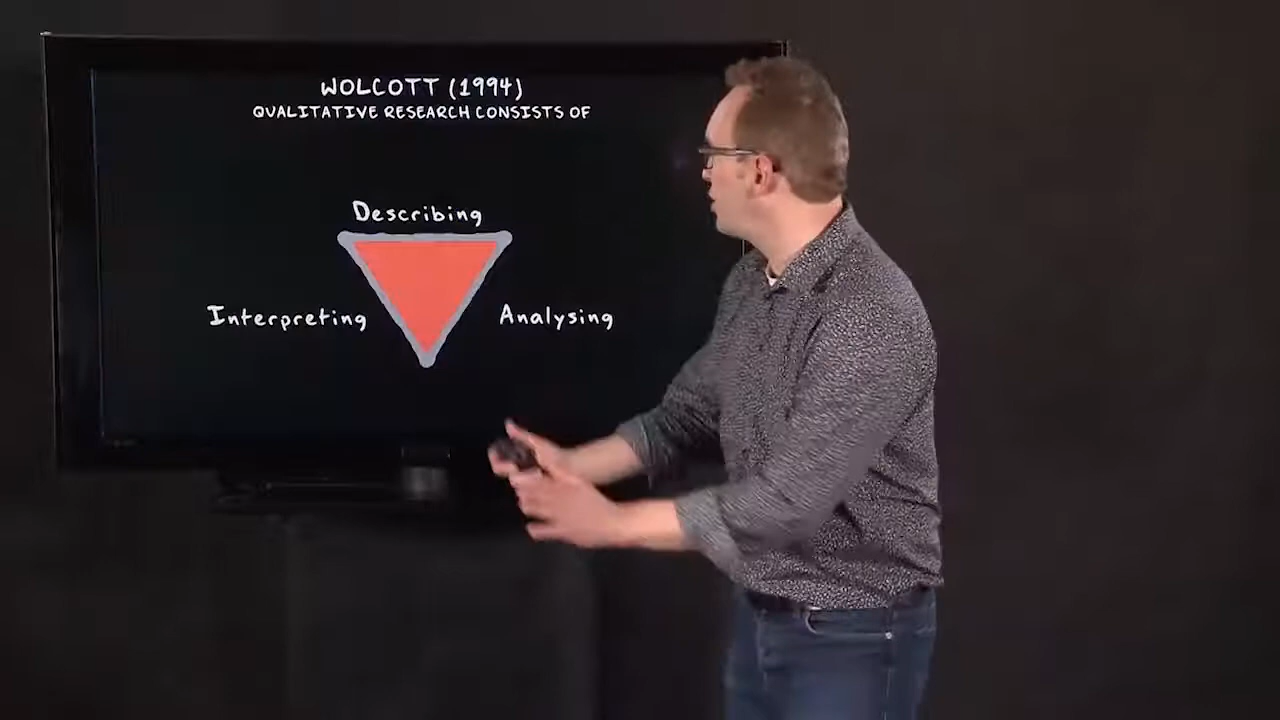 WOLCOTT (1994)
QUALITATIVE RESEARCH CONSISTS OF
Describing
Interpreting
Analysing